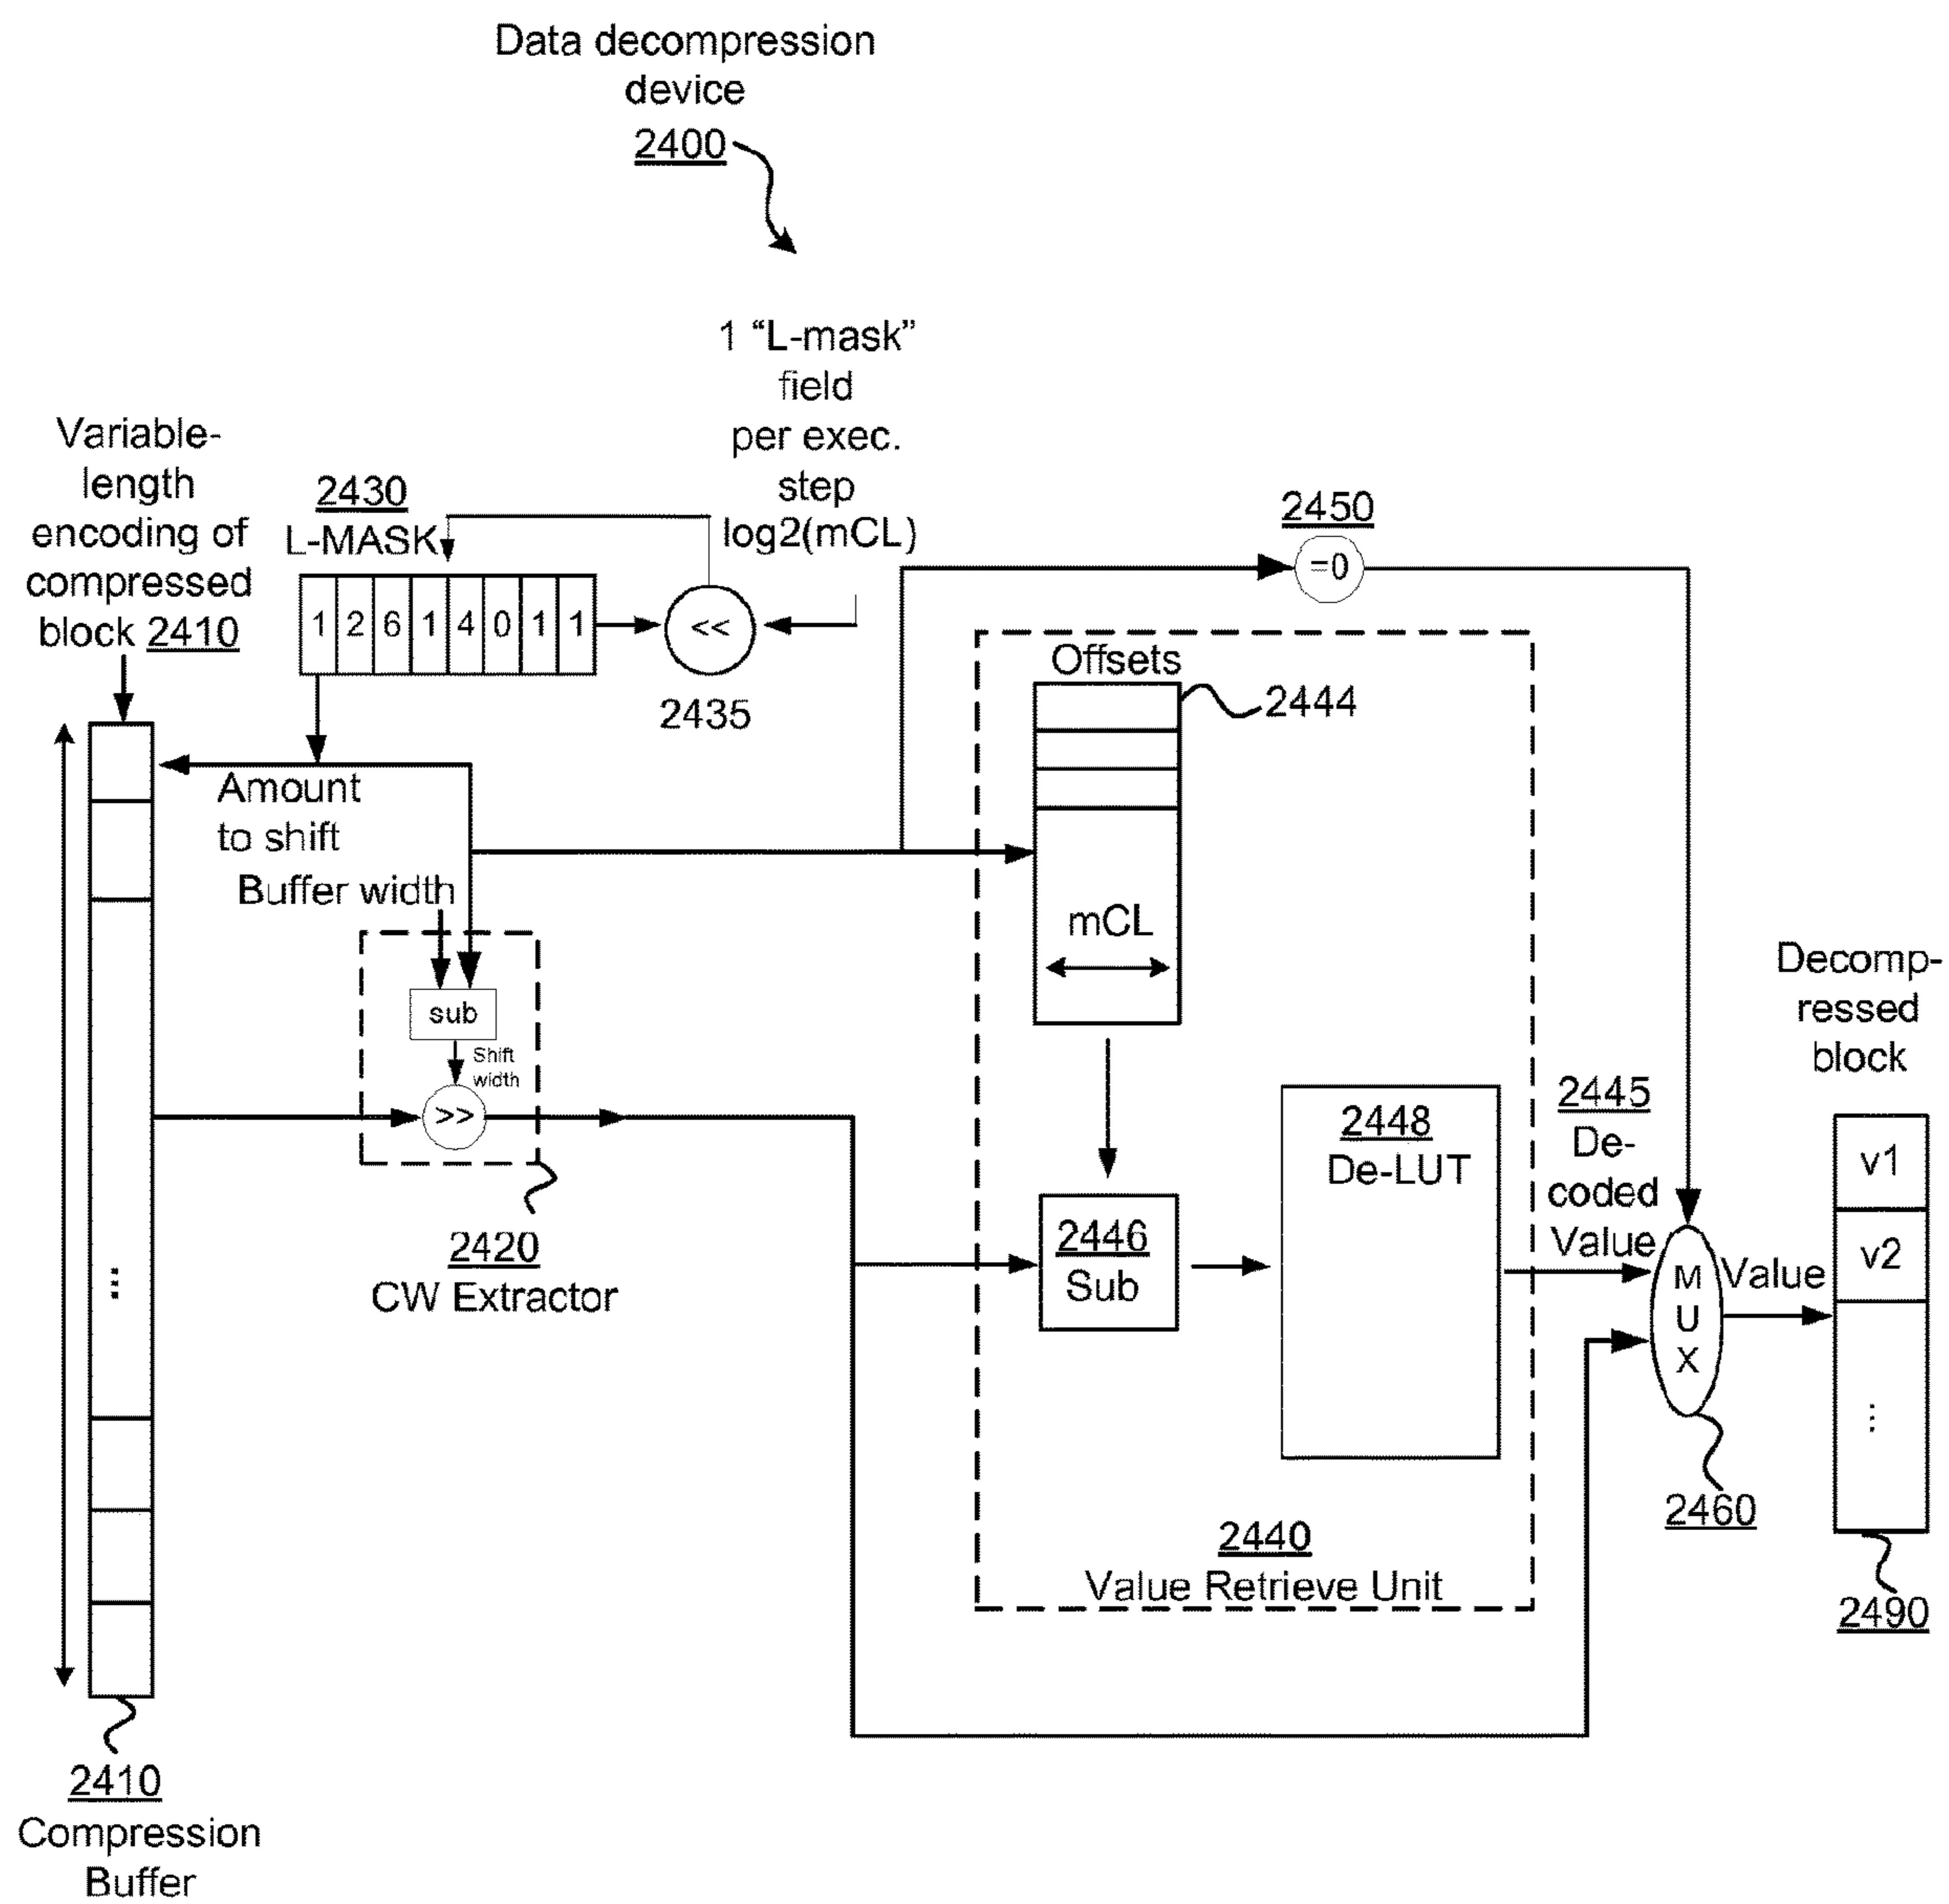 Data decompression
device
2400
1 “L-mask”
field
per exec.
step
log2(mCL)
Variable-
length
encoding of
compressed
block 2410
2430
L-MASK
1 2 6 1 4 0 1 1
<<
2435
2450
=0
Offsets
2444
mCL
Amount
to shift
Buffer width
sub
Shift
width
>>
2420
CW Extractor
...
2410
Compression
Buffer
2446
Sub
2448
De-LUT
2440
Value Retrieve Unit
2445
De-
coded
Value
M
U
X
Value
2460
Decomp-
ressed
block
v1
v2
...
2490